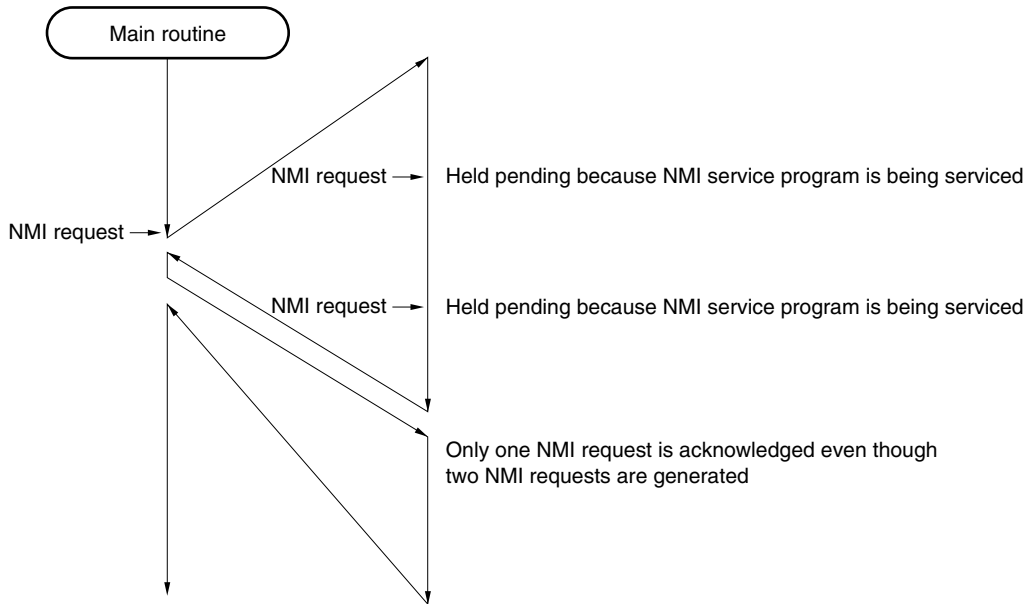 Main routine
NMI request
Held pending because NMI service program is being serviced
NMI request
NMI request
Held pending because NMI service program is being serviced
Only one NMI request is acknowledged even though
two NMI requests are generated